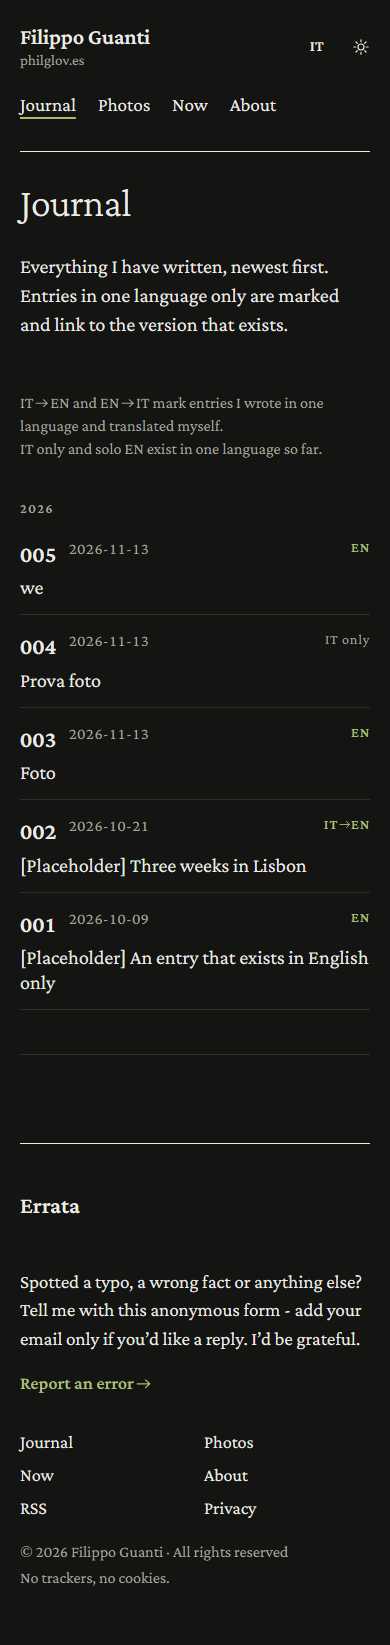 Filippo Guanti
IT
philglov.es
Journal Photos Now About
Journal
Everything I have written, newest first.
Entries in one language only are marked
and link to the version that exists.
IT→EN and EN→IT mark entries I wrote in one
language and translated myself.
IT only and solo EN exist in one language so far.
2026
005 2026-11-13 EN
we
004 2026-11-13 IT only
Prova foto
003 2026-11-13 EN
Foto
002 2026-10-21 IT→EN
[Placeholder] Three weeks in Lisbon
001 2026-10-09 EN
[Placeholder] An entry that exists in English
only
Errata
Spotted a typo, a wrong fact or anything else?
Tell me with this anonymous form - add your
email only if you’d like a reply. I’d be grateful.
Report an error→
Journal Photos
Now About
RSS Privacy
© 2026 Filippo Guanti · All rights reserved
No trackers, no cookies.